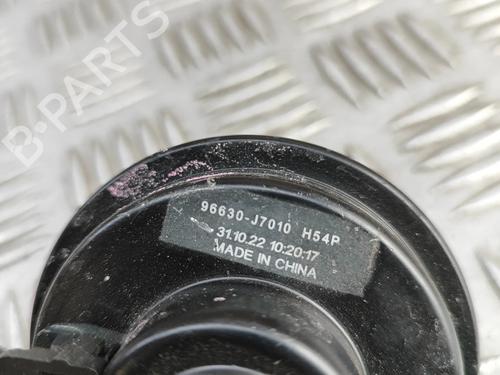 B-PARTS
96630-J7010 H54P
31.10.22 10:20:17
MADE IN CHINA